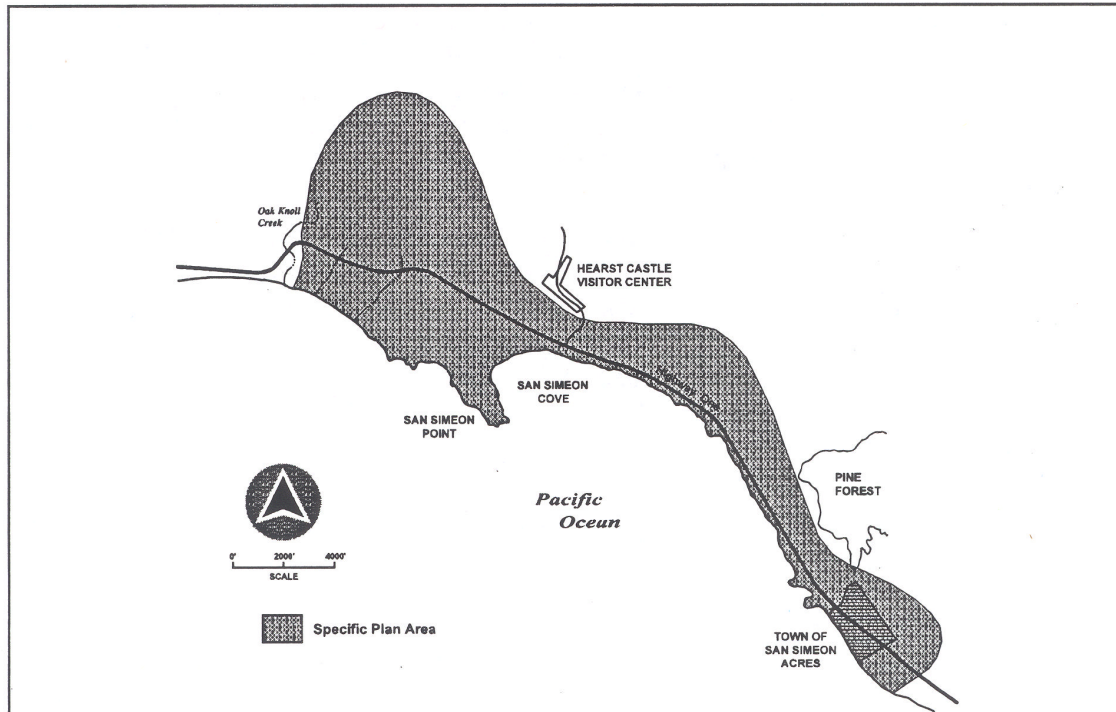 Oak Knoll
Creek
HEARST CASTLE
VISITOR CENTER
SAN SIMEON
COVE
SAN SIMEON
POINT
PINE
FOREST
Pacific
Ocean
0' 2000' 4000'
SCALE
Specific Plan Area
TOWN OF
SAN SIMEON
ACRES